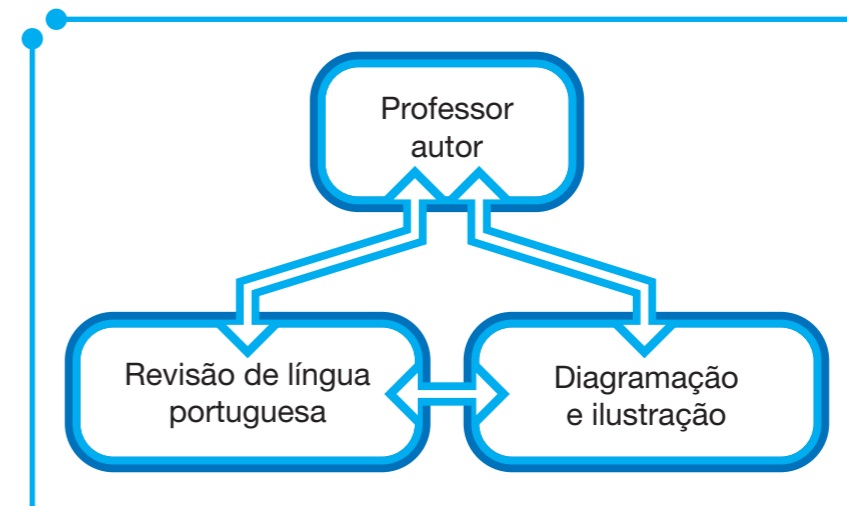 Professor
autor
Revisão de língua
portuguesa
Diagramação
e ilustração